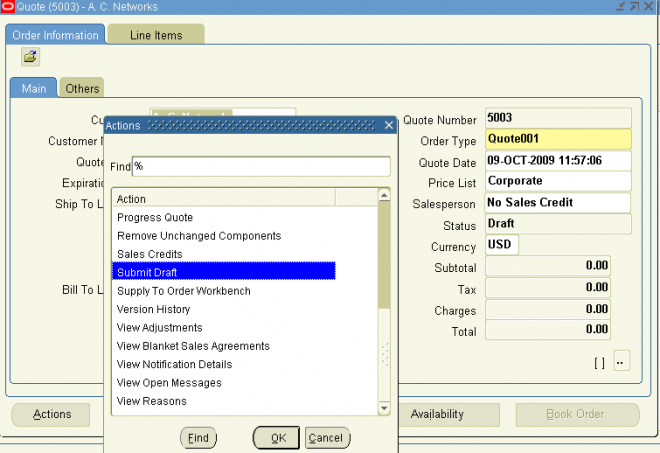 Quote (5003) - A. C. Networks
Order Information Line Items
Main Others
Quote Number 5003
Order Type Quote001
Quote Date 09-OCT-2009 11:57:06
Price List Corporate
Salesperson No Sales Credit
Status Draft
Currency USD
Subtotal 0.00
Tax 0.00
Charges 0.00
Total 0.00
[ ] ..
Cu
Customer
Quote
Expiratio
Ship To L
Bill To L
Actions
Find %
Action
Progress Quote
Remove Unchanged Components
Sales Credits
Submit Draft
Supply To Order Workbench
Version History
View Adjustments
View Blanket Sales Agreements
View Notification Details
View Open Messages
View Reasons
Find OK Cancel
Actions Availability Book Order